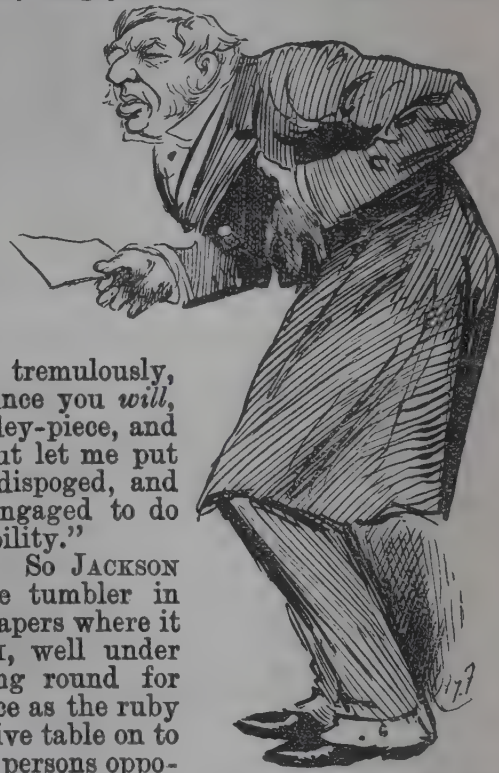 tremulously,
nce you will,
ley-piece, and
ut let me put
dispoged, and
ngaged to do
bility."
So JACKSON
e tumbler in
apers where it
I, well under
ng round for
ce as the ruby
ive table on to
persons oppo-